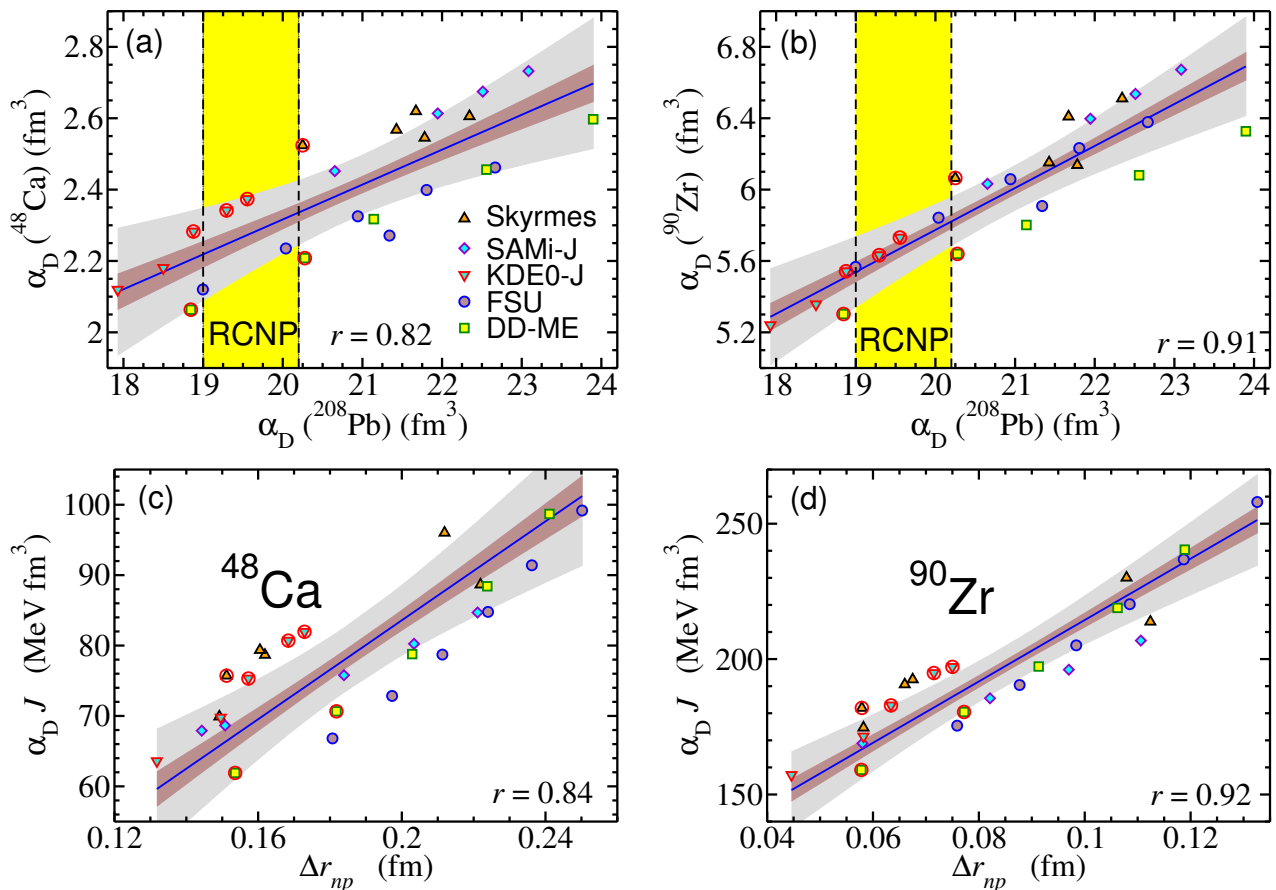 (a)
α_D (⁴⁸Ca) (fm³)
2.8
2.6
2.4
2.2
2
Skyrmes
SAMi-J
KDE0-J
FSU
DD-ME
RCNP
r = 0.82
18 19 20 21 22 23 24
α_D (²⁰⁸Pb) (fm³)
(b)
α_D (⁹⁰Zr) (fm³)
6.8
6.4
6
5.6
5.2
RCNP
r = 0.91
18 19 20 21 22 23 24
α_D (²⁰⁸Pb) (fm³)
(c)
α_D J (MeV fm³)
100
90
80
70
60
⁴⁸Ca
r = 0.84
0.12 0.16 0.2 0.24
Δr_np (fm)
(d)
α_D J (MeV fm³)
250
200
150
⁹⁰Zr
r = 0.92
0.04 0.06 0.08 0.1 0.12
Δr_np (fm)